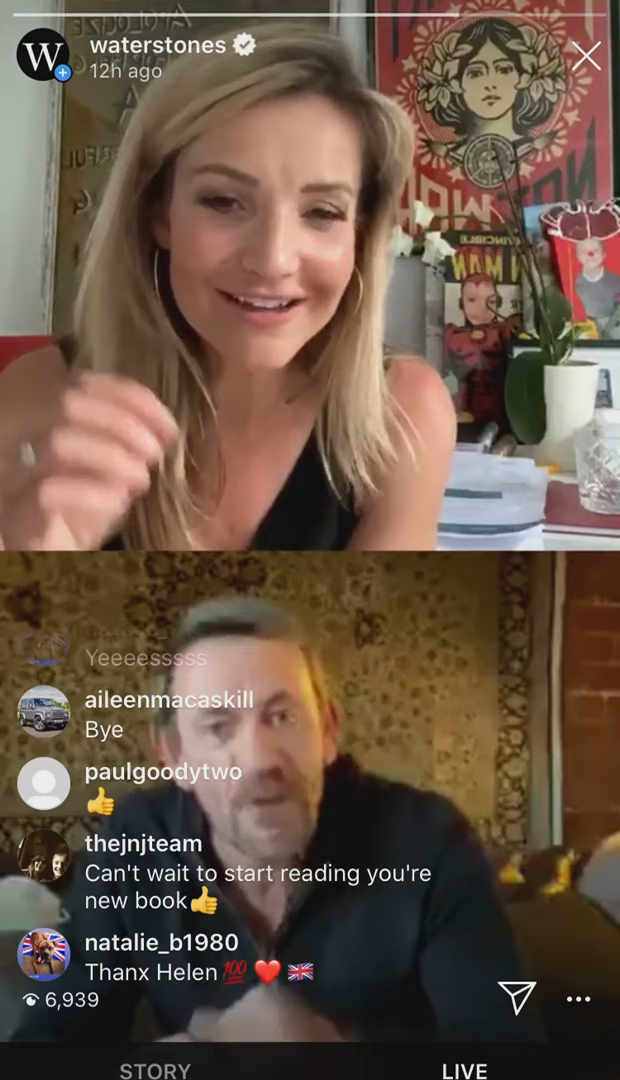 waterstones
12h ago
W
Yeeeesssss
aileenmacaskill
Bye
paulgoodytwo
👍
thejnjteam
Can't wait to start reading you're
new book👍
natalie_b1980
Thanx Helen 💯 ❤️ 🇬🇧
6,939
STORY
LIVE